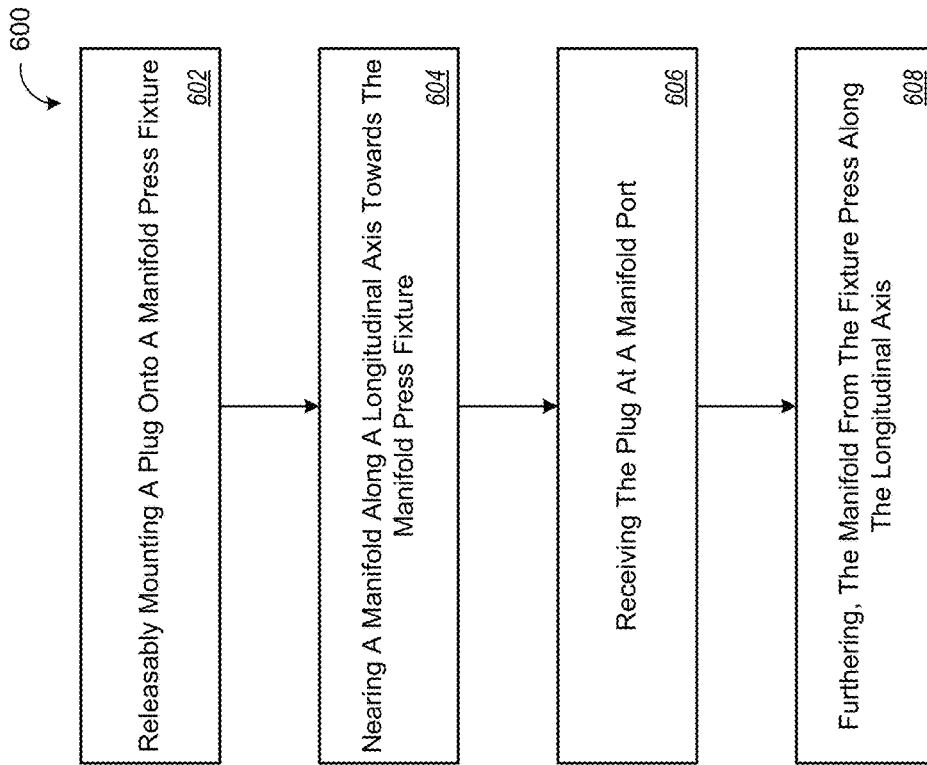 600
Releasably Mounting A Plug Onto A Manifold Press Fixture
602
Nearing A Manifold Along A Longitudinal Axis Towards The
Manifold Press Fixture
604
Receiving The Plug At A Manifold Port
606
Furthering, The Manifold From The Fixture Press Along
The Longitudinal Axis
608